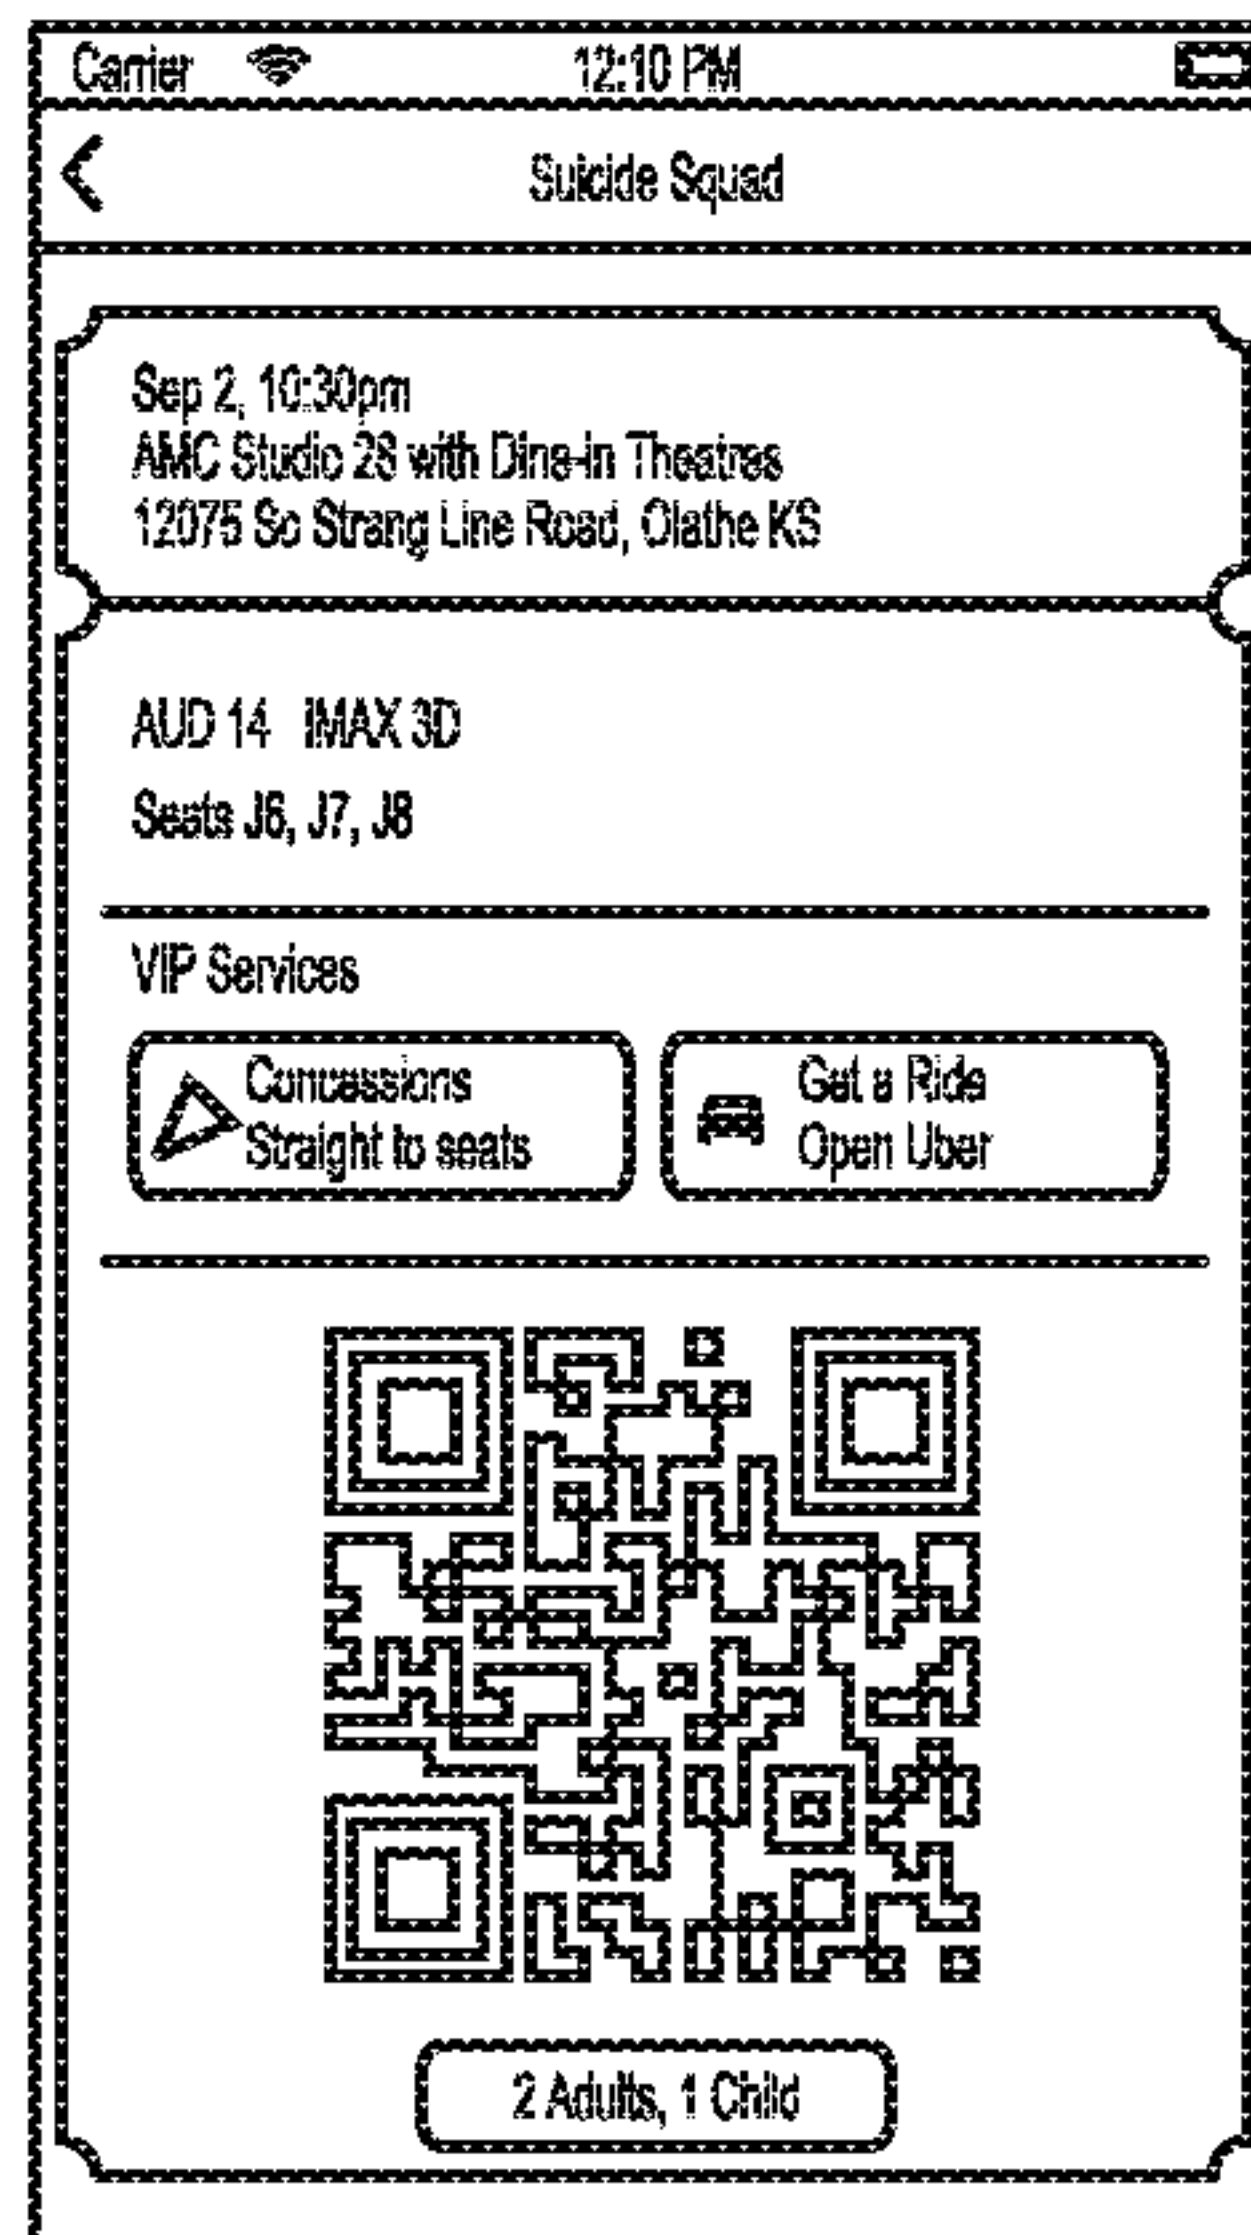 Carrier 12:10 PM
Suicide Squad
Sep 2, 10:30pm
AMC Studio 28 with Dine-in Theatres
12075 So Strang Line Road, Olathe KS
AUD 14 IMAX 3D
Seats J6, J7, J8
VIP Services
Concessions
Straight to seats
Get a Ride
Open Uber
2 Adults, 1 Child